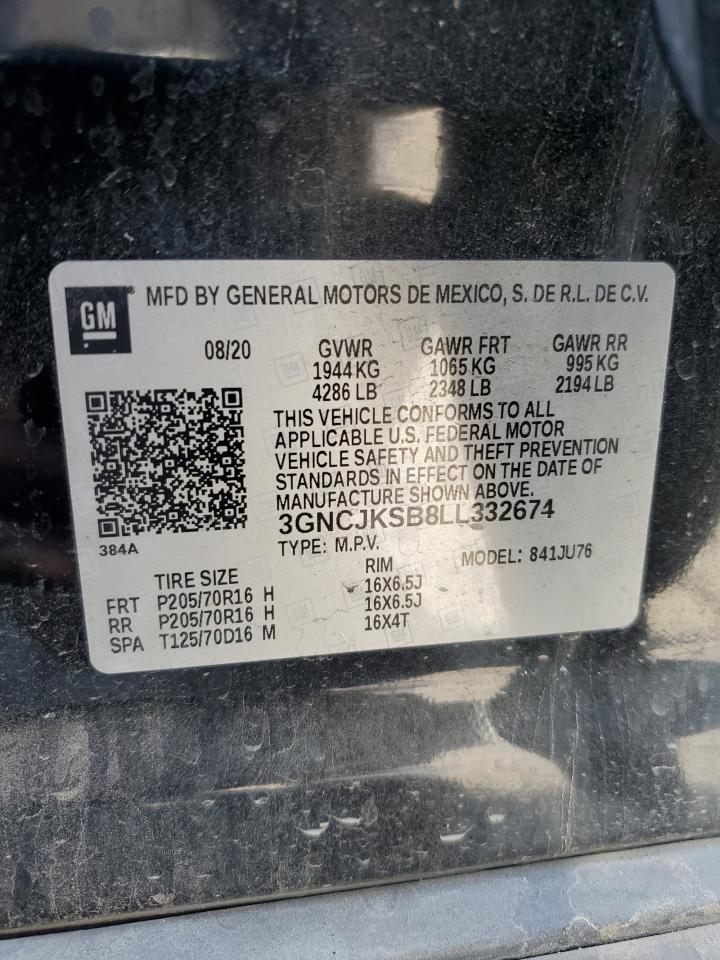 GM MFD BY GENERAL MOTORS DE MEXICO, S. DE R.L. DE C.V.
08/20 GVWR GAWR FRT GAWR RR
1944 KG 1065 KG 995 KG
4286 LB 2348 LB 2194 LB
THIS VEHICLE CONFORMS TO ALL
APPLICABLE U.S. FEDERAL MOTOR
VEHICLE SAFETY AND THEFT PREVENTION
STANDARDS IN EFFECT ON THE DATE OF
MANUFACTURE SHOWN ABOVE.
3GNCJKSB8LL332674
384A
TYPE: M.P.V. MODEL: 841JU76
TIRE SIZE RIM
FRT P205/70R16 H 16X6.5J
RR P205/70R16 H 16X6.5J
SPA T125/70D16 M 16X4T